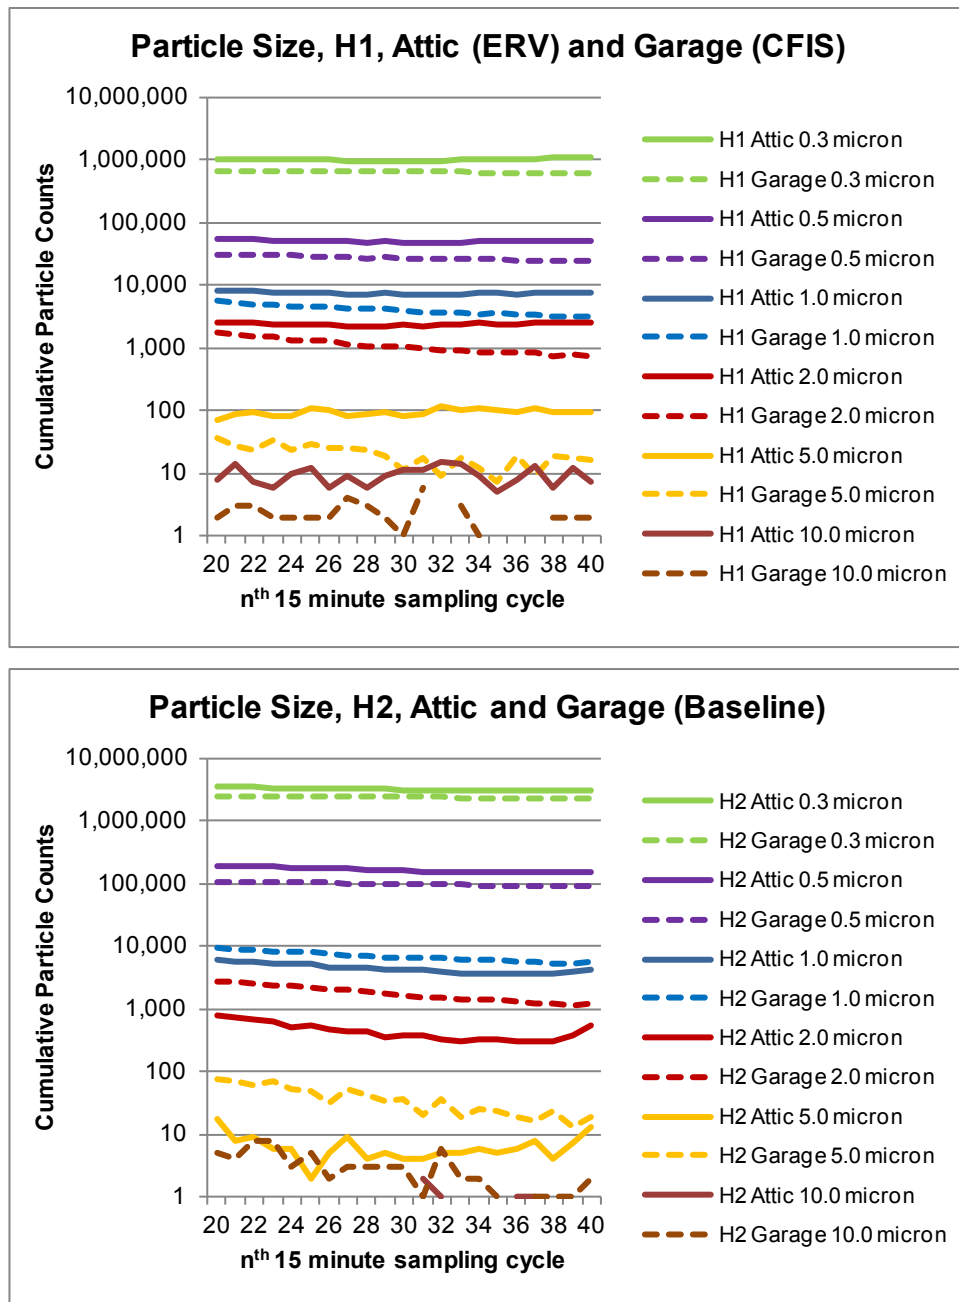 Particle Size, H1, Attic (ERV) and Garage (CFIS)
Cumulative Particle Counts
10,000,000
1,000,000
100,000
10,000
1,000
100
10
1
20 22 24 26 28 30 32 34 36 38 40
nth 15 minute sampling cycle
H1 Attic 0.3 micron
H1 Garage 0.3 micron
H1 Attic 0.5 micron
H1 Garage 0.5 micron
H1 Attic 1.0 micron
H1 Garage 1.0 micron
H1 Attic 2.0 micron
H1 Garage 2.0 micron
H1 Attic 5.0 micron
H1 Garage 5.0 micron
H1 Attic 10.0 micron
H1 Garage 10.0 micron
Particle Size, H2, Attic and Garage (Baseline)
Cumulative Particle Counts
10,000,000
1,000,000
100,000
10,000
1,000
100
10
1
20 22 24 26 28 30 32 34 36 38 40
nth 15 minute sampling cycle
H2 Attic 0.3 micron
H2 Garage 0.3 micron
H2 Attic 0.5 micron
H2 Garage 0.5 micron
H2 Attic 1.0 micron
H2 Garage 1.0 micron
H2 Attic 2.0 micron
H2 Garage 2.0 micron
H2 Attic 5.0 micron
H2 Garage 5.0 micron
H2 Attic 10.0 micron
H2 Garage 10.0 micron